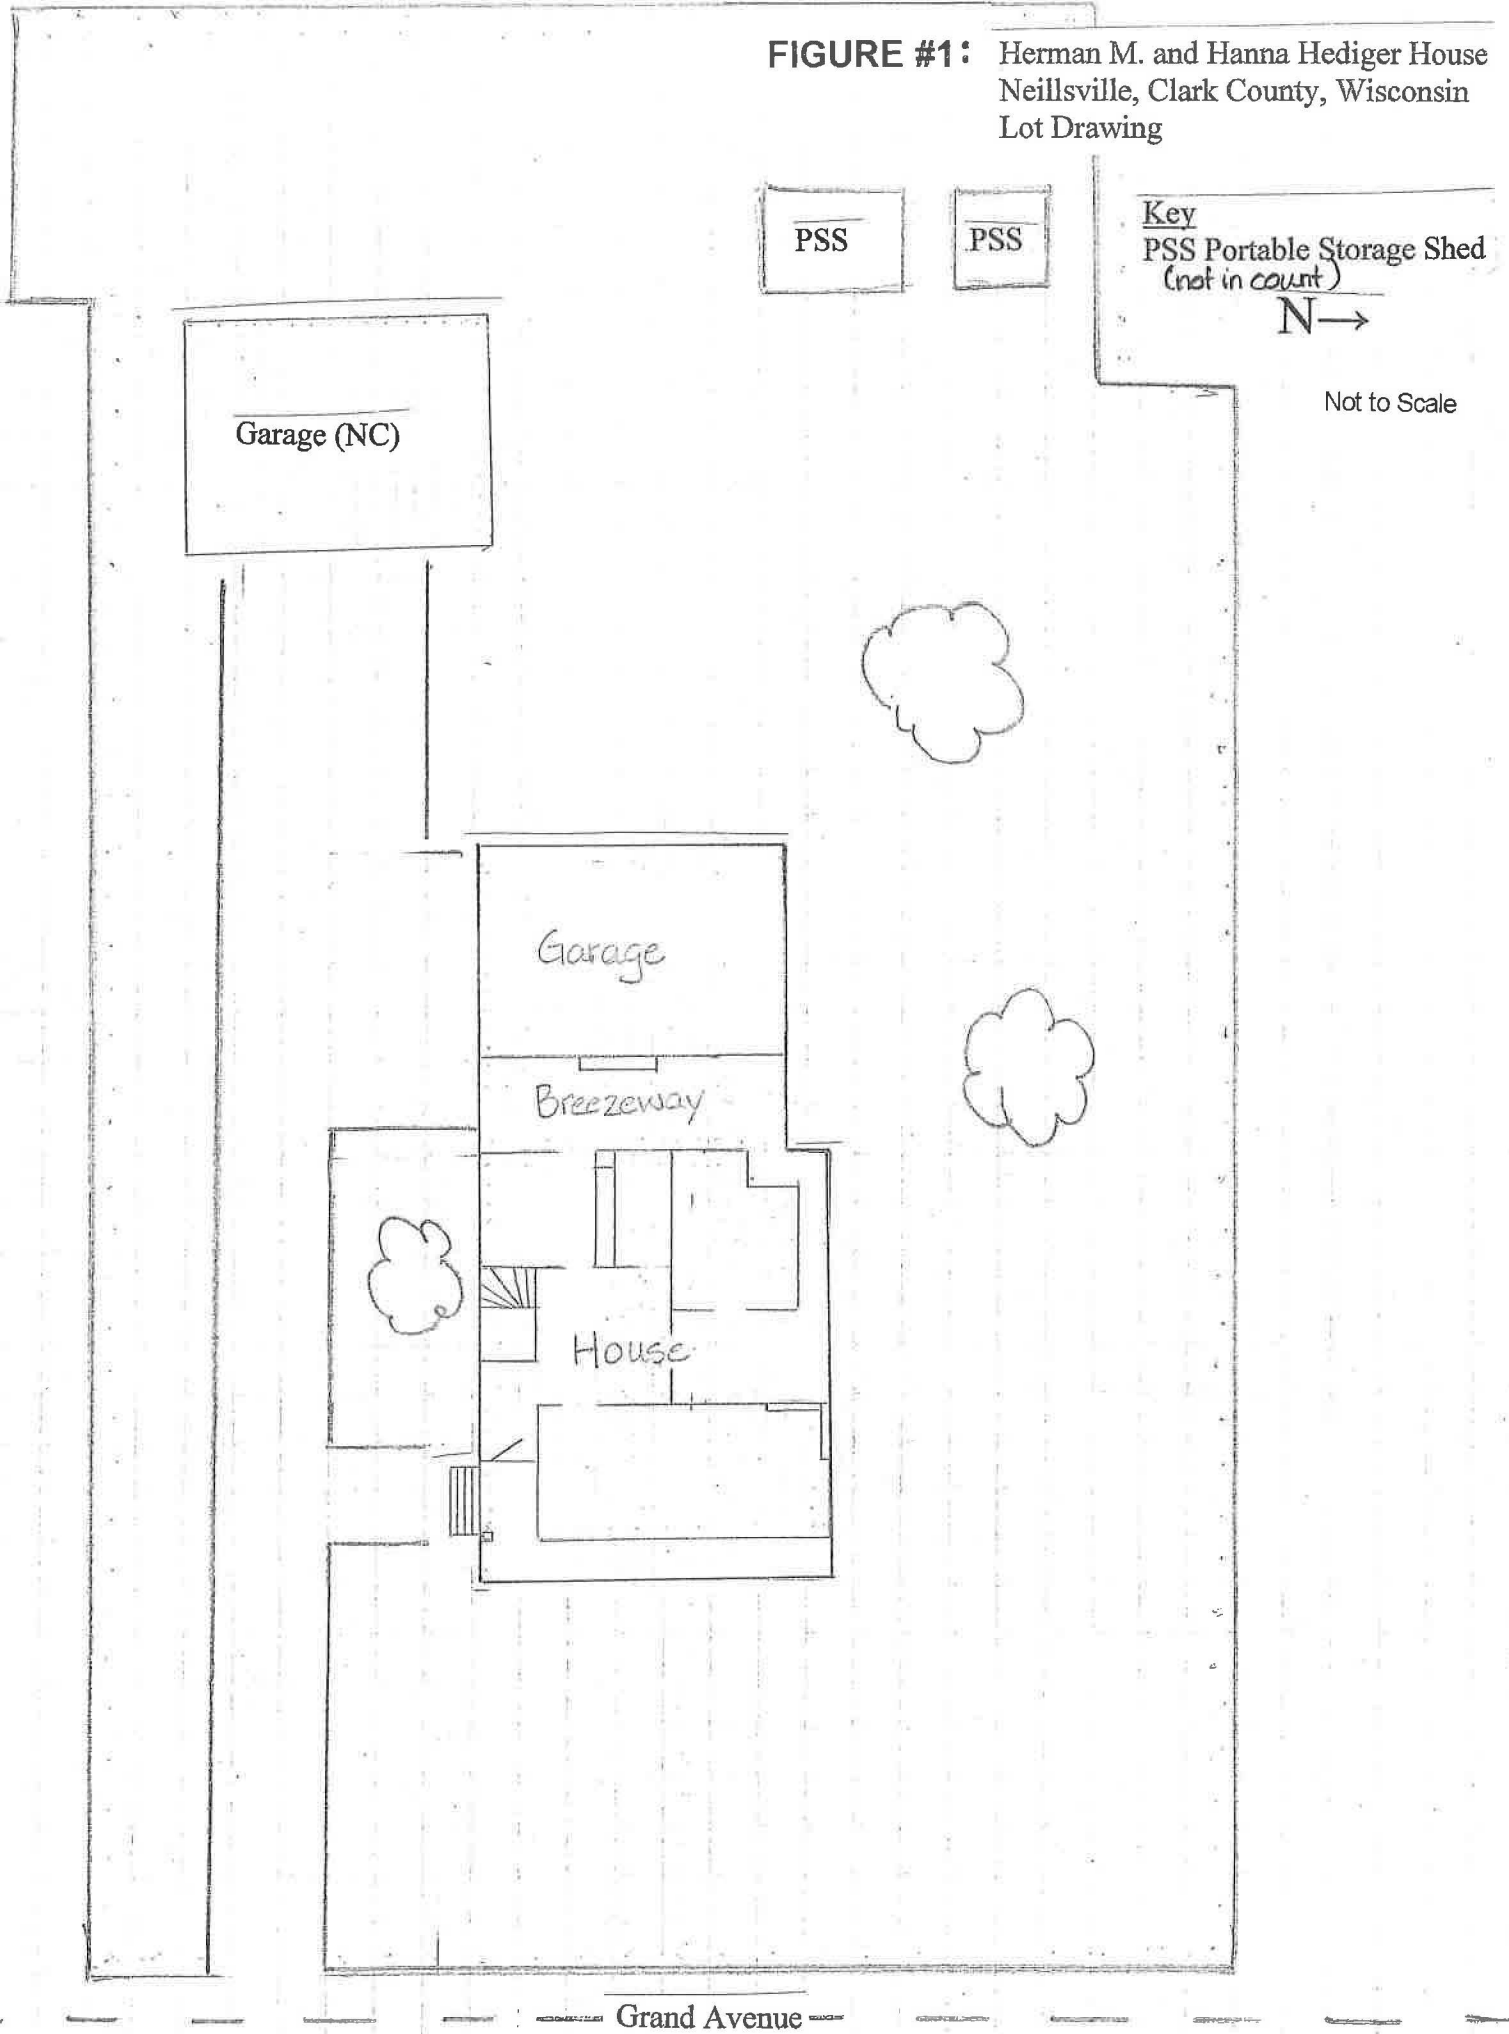 FIGURE #1: Herman M. and Hanna Hediger House
Neillsville, Clark County, Wisconsin
Lot Drawing
PSS
PSS
Key
PSS Portable Storage Shed
(not in count)
N→
Not to Scale
Garage (NC)
Garage
Breezeway
House
Grand Avenue